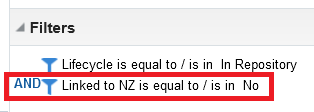 Filters
Lifecycle is equal to / is in In Repository
AND Linked to NZ is equal to / is in No